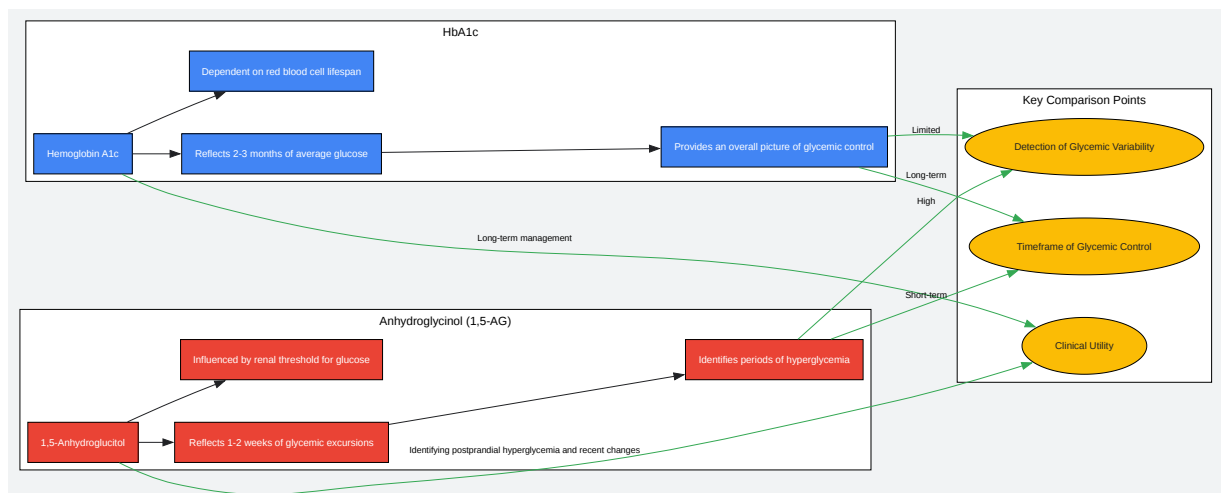 HbA1c
Dependent on red blood cell lifespan
Hemoglobin A1c
Reflects 2-3 months of average glucose
Provides an overall picture of glycemic control
Limited
Long-term
High
Long-term management
Short-term
Key Comparison Points
Detection of Glycemic Variability
Timeframe of Glycemic Control
Clinical Utility
Anhydroglycinol (1,5-AG)
Influenced by renal threshold for glucose
Identifies periods of hyperglycemia
1,5-Anhydroglucitol
Reflects 1-2 weeks of glycemic excursions
Identifying postprandial hyperglycemia and recent changes